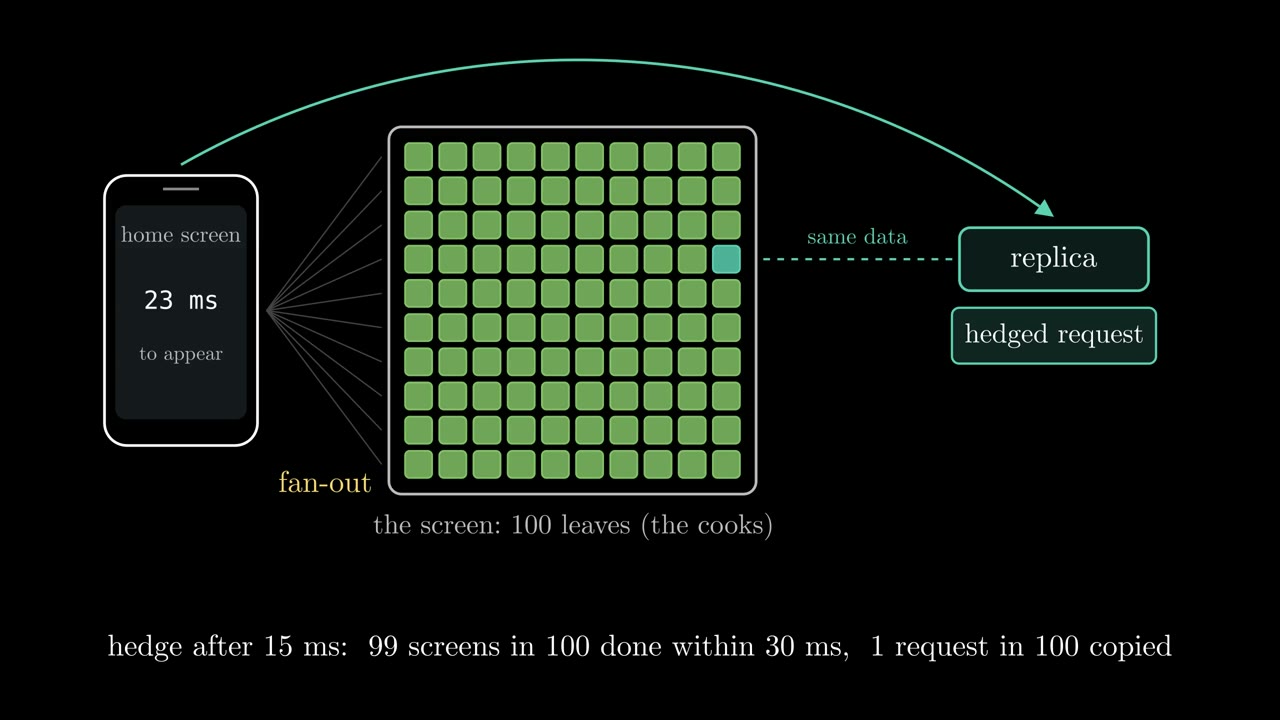 home screen
23 ms
to appear
fan-out
the screen: 100 leaves (the cooks)
same data
replica
hedged request
hedge after 15 ms: 99 screens in 100 done within 30 ms, 1 request in 100 copied